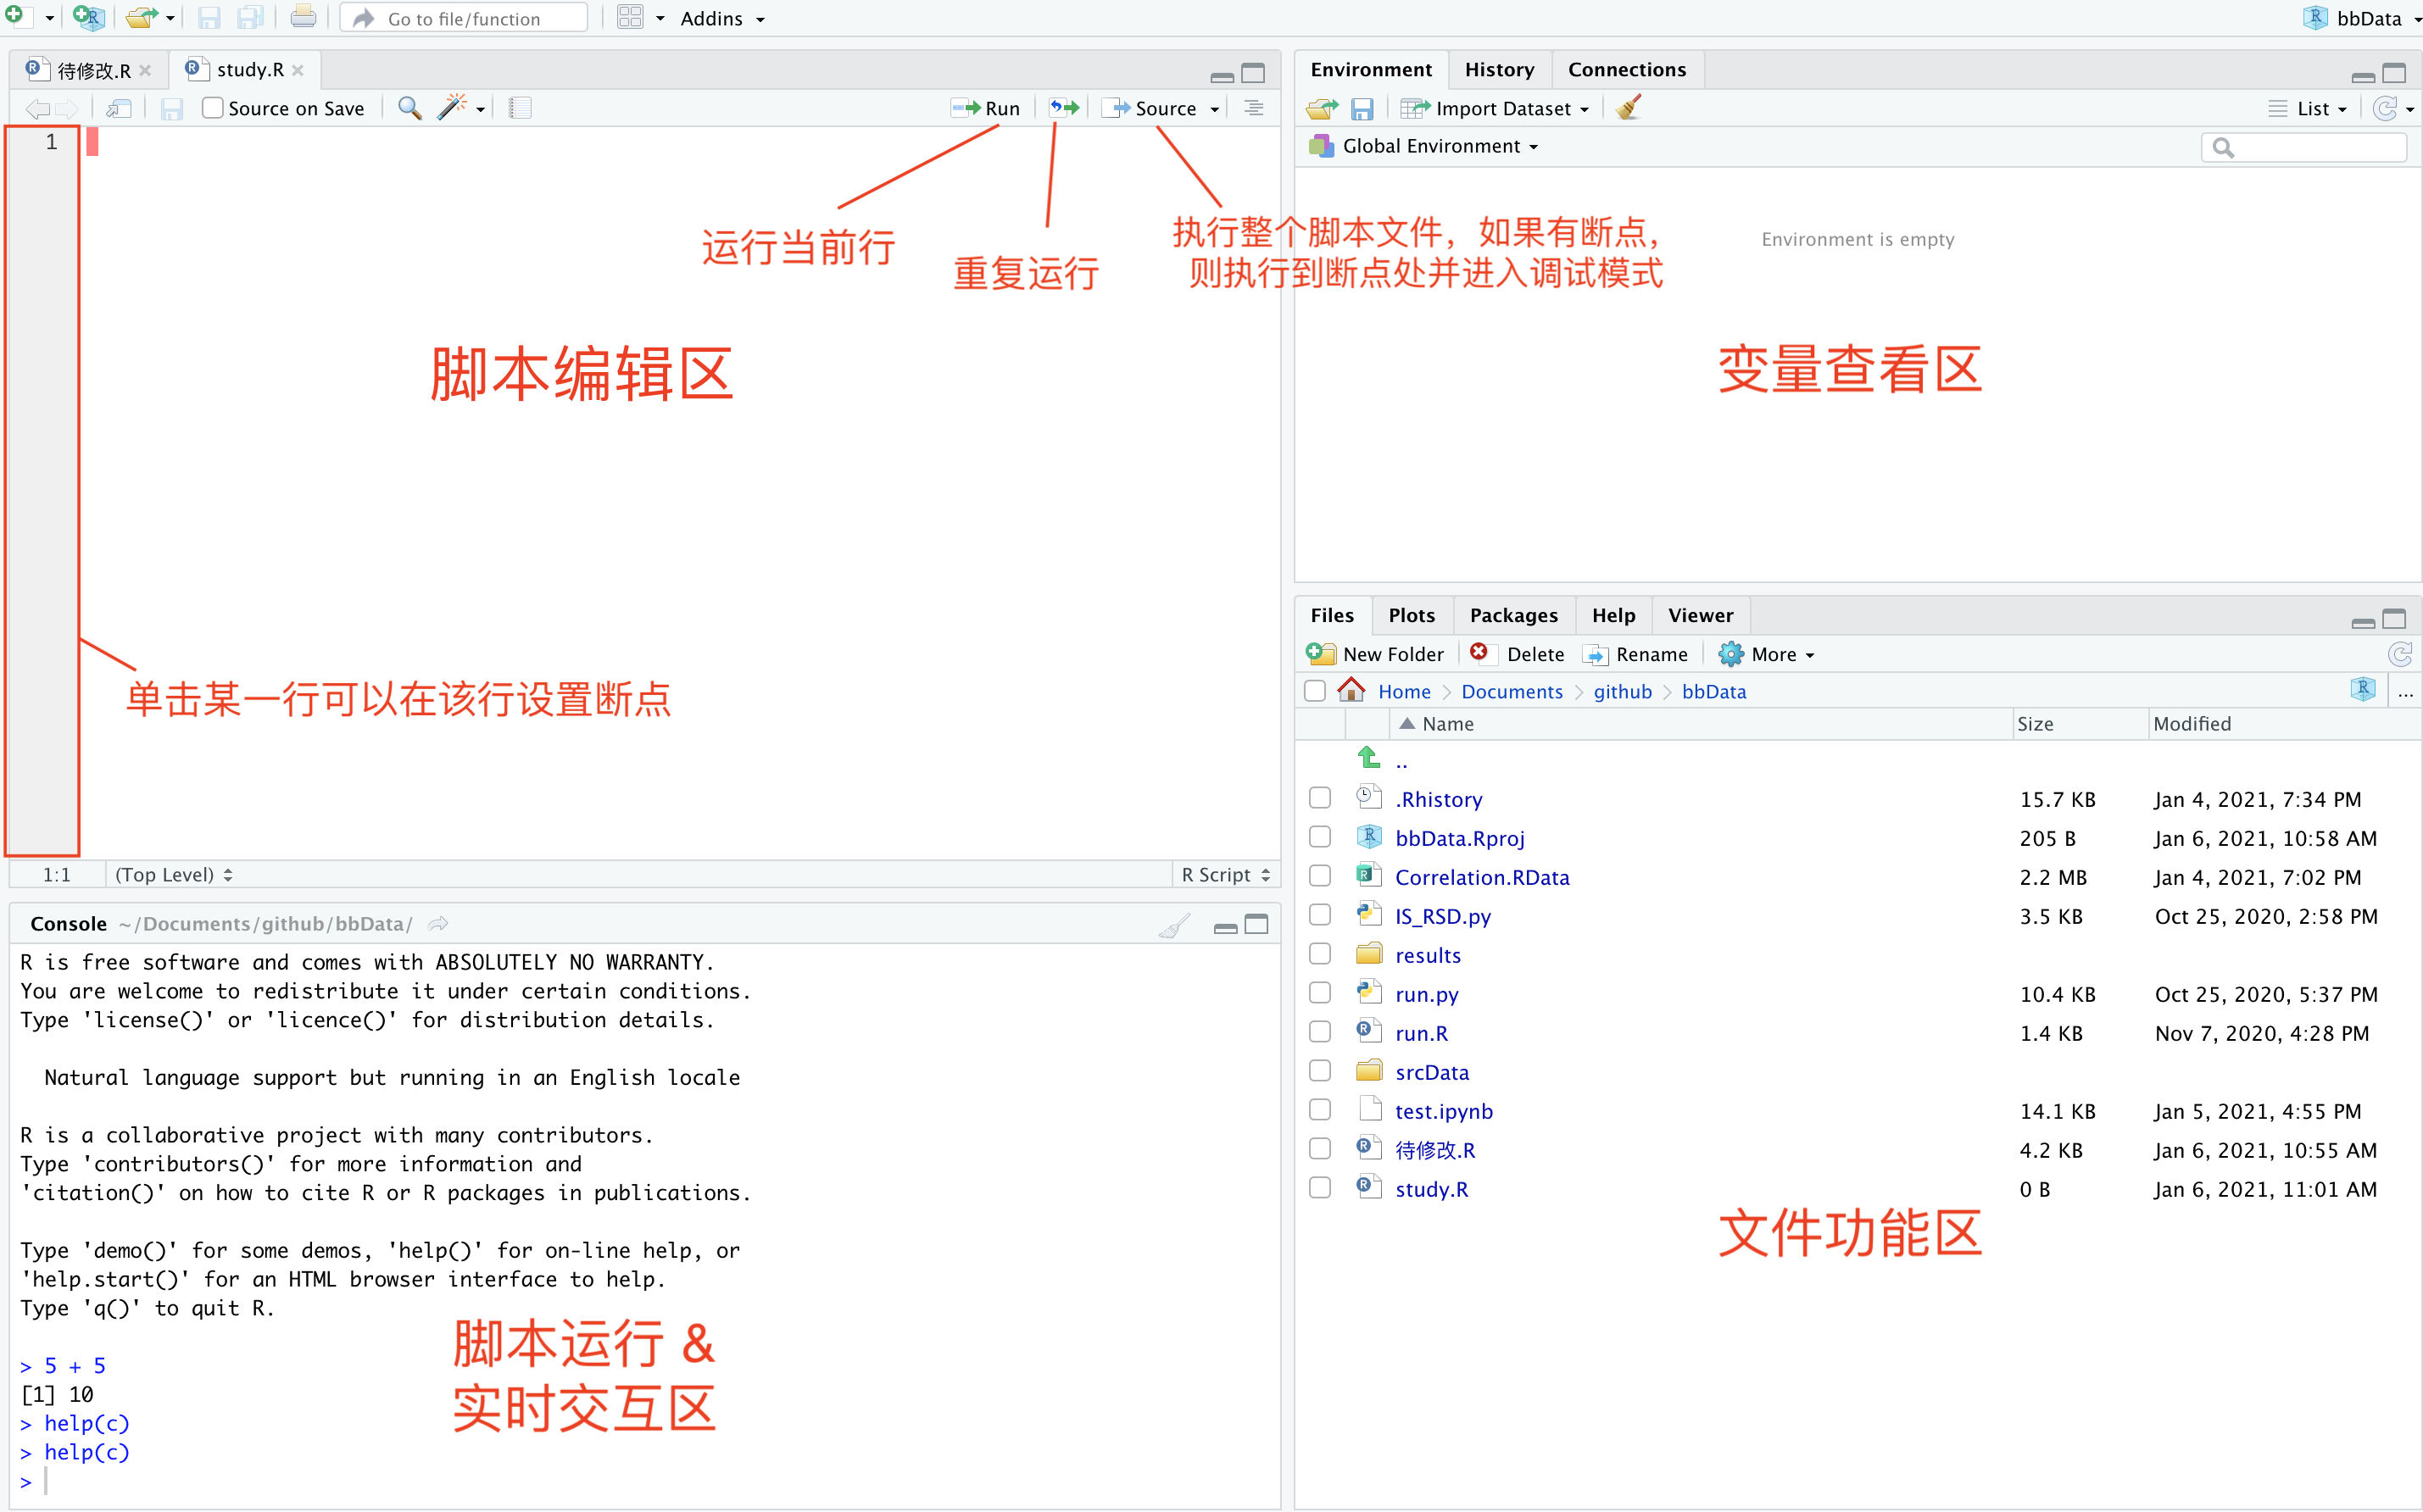 Go to file/function
Addins
bbData
待修改.R
study.R
Source on Save
Run
Source
1
运行当前行
重复运行
执行整个脚本文件，如果有断点，
则执行到断点处并进入调试模式
脚本编辑区
单击某一行可以在该行设置断点
1:1
(Top Level)
R Script
Console ~/Documents/github/bbData/
R is free software and comes with ABSOLUTELY NO WARRANTY.
You are welcome to redistribute it under certain conditions.
Type 'license()' or 'licence()' for distribution details.
Natural language support but running in an English locale
R is a collaborative project with many contributors.
Type 'contributors()' for more information and
'citation()' on how to cite R or R packages in publications.
Type 'demo()' for some demos, 'help()' for on-line help, or
'help.start()' for an HTML browser interface to help.
Type 'q()' to quit R.
> 5 + 5
[1] 10
> help(c)
> help(c)
>
脚本运行 &
实时交互区
Environment History Connections
Import Dataset
List
Global Environment
Environment is empty
变量查看区
Files Plots Packages Help Viewer
New Folder Delete Rename More
Home Documents github bbData ...
Name Size Modified
..
.Rhistory 15.7 KB Jan 4, 2021, 7:34 PM
bbData.Rproj 205 B Jan 6, 2021, 10:58 AM
Correlation.RData 2.2 MB Jan 4, 2021, 7:02 PM
IS_RSD.py 3.5 KB Oct 25, 2020, 2:58 PM
results
run.py 10.4 KB Oct 25, 2020, 5:37 PM
run.R 1.4 KB Nov 7, 2020, 4:28 PM
srcData
test.ipynb 14.1 KB Jan 5, 2021, 4:55 PM
待修改.R 4.2 KB Jan 6, 2021, 10:55 AM
study.R 0 B Jan 6, 2021, 11:01 AM
文件功能区